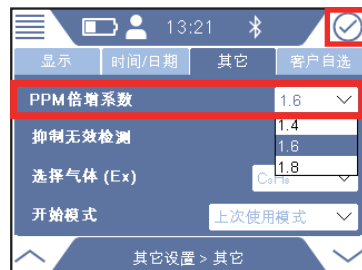 13:21
显示 时间/日期 其它 客户自选
PPM倍增系数 1.6
1.4
抑制无效检测 1.6
1.8
选择气体 (Ex)
开始模式 上次使用模式
其它设置 > 其它